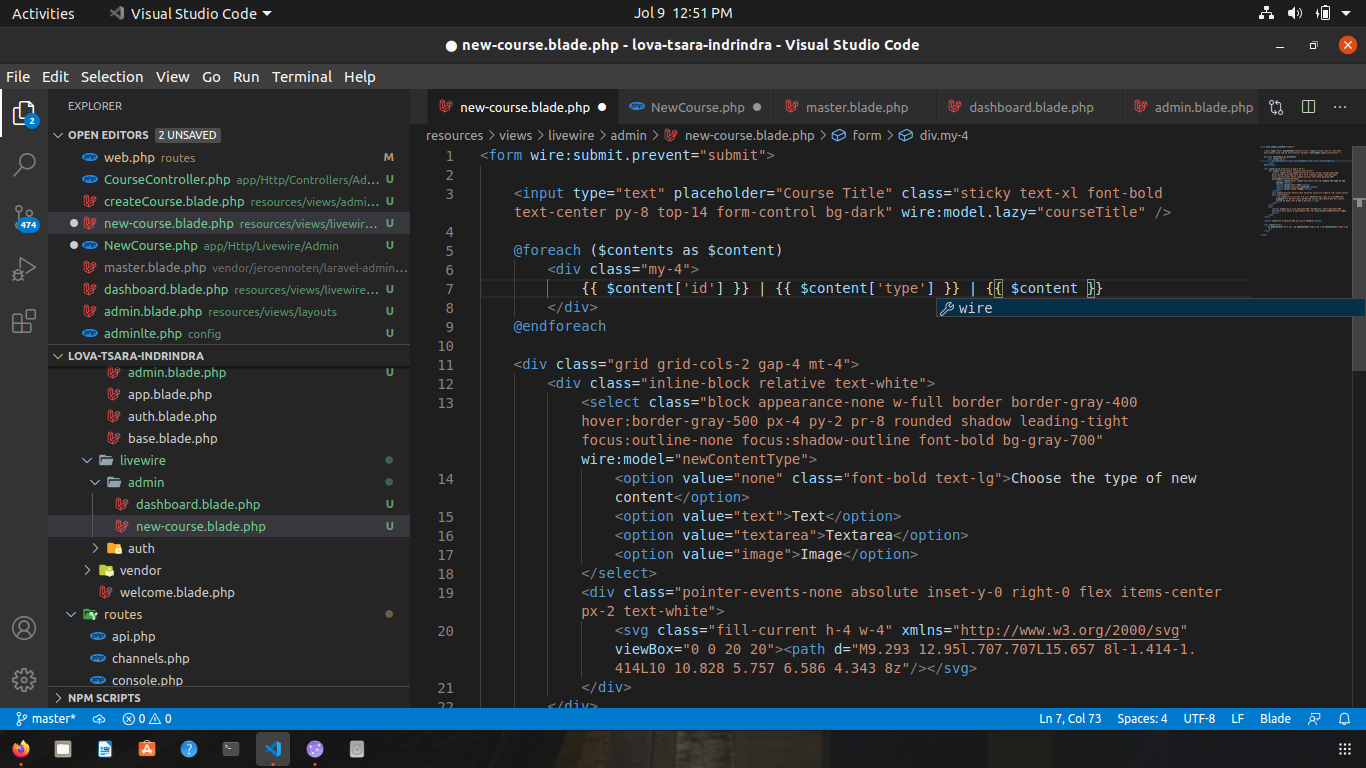 Activities
Visual Studio Code
Jul 9 12:51 PM
● new-course.blade.php - lova-tsara-indrindra - Visual Studio Code
File Edit Selection View Go Run Terminal Help
2
474
EXPLORER
OPEN EDITORS 2 UNSAVED
web.php routes M
CourseController.php app/Http/Controllers/Ad... U
createCourse.blade.php resources/views/admi... U
new-course.blade.php resources/views/livewir... U
NewCourse.php app/Http/Livewire/Admin U
master.blade.php vendor/jeroennoten/laravel-admin...
dashboard.blade.php resources/views/livewire... U
admin.blade.php resources/views/layouts U
adminlte.php config U
LOVA-TSARA-INDRINDRA
admin.blade.php U
app.blade.php
auth.blade.php
base.blade.php
livewire
admin
dashboard.blade.php U
new-course.blade.php U
auth
vendor
welcome.blade.php
routes
api.php
channels.php
console.php
NPM SCRIPTS
new-course.blade.php ●
NewCourse.php ●
master.blade.php
dashboard.blade.php
admin.blade.php
resources > views > livewire > admin > new-course.blade.php > form > div.my-4
1 <form wire:submit.prevent="submit">
2
3 <input type="text" placeholder="Course Title" class="sticky text-xl font-bold
text-center py-8 top-14 form-control bg-dark" wire:model.lazy="courseTitle" />
4
5 @foreach ($contents as $content)
6 <div class="my-4">
7 {{ $content['id'] }} | {{ $content['type'] }} | {{ $content }}
wire
8 </div>
9 @endforeach
10
11 <div class="grid grid-cols-2 gap-4 mt-4">
12 <div class="inline-block relative text-white">
13 <select class="block appearance-none w-full border border-gray-400
hover:border-gray-500 px-4 py-2 pr-8 rounded shadow leading-tight
focus:outline-none focus:shadow-outline font-bold bg-gray-700"
wire:model="newContentType">
14 <option value="none" class="font-bold text-lg">Choose the type of new
content</option>
15 <option value="text">Text</option>
16 <option value="textarea">Textarea</option>
17 <option value="image">Image</option>
18 </select>
19 <div class="pointer-events-none absolute inset-y-0 right-0 flex items-center
px-2 text-white">
20 <svg class="fill-current h-4 w-4" xmlns="http://www.w3.org/2000/svg"
viewBox="0 0 20 20"><path d="M9.293 12.95l.707.707L15.657 8l-1.414-1.
414L10 10.828 5.757 6.586 4.343 8z"/></svg>
21 </div>
22 </div>
master* 0 0
Ln 7, Col 73 Spaces: 4 UTF-8 LF Blade